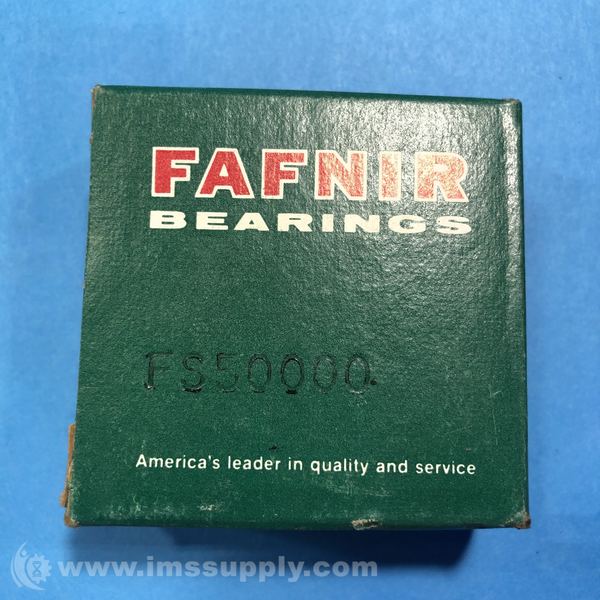 FAFNIR
BEARINGS
FS50000
America's leader in quality and service
www.imssupply.com